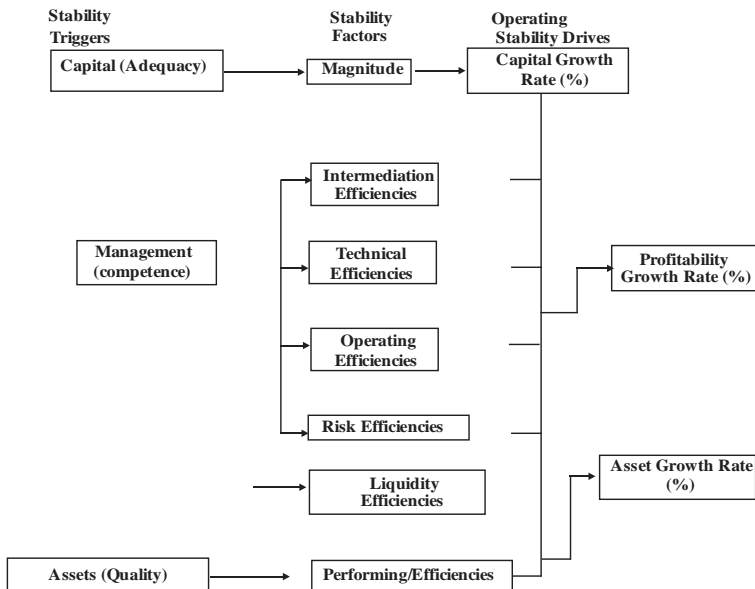 Stability
Triggers
Stability
Factors
Operating
Stability Drives
Capital (Adequacy)
Magnitude
Capital Growth
Rate (%)
Intermediation
Efficiencies
Management
(competence)
Technical
Efficiencies
Profitability
Growth Rate (%)
Operating
Efficiencies
Risk Efficiencies
Liquidity
Efficiencies
Asset Growth Rate
(%)
Assets (Quality)
Performing/Efficiencies